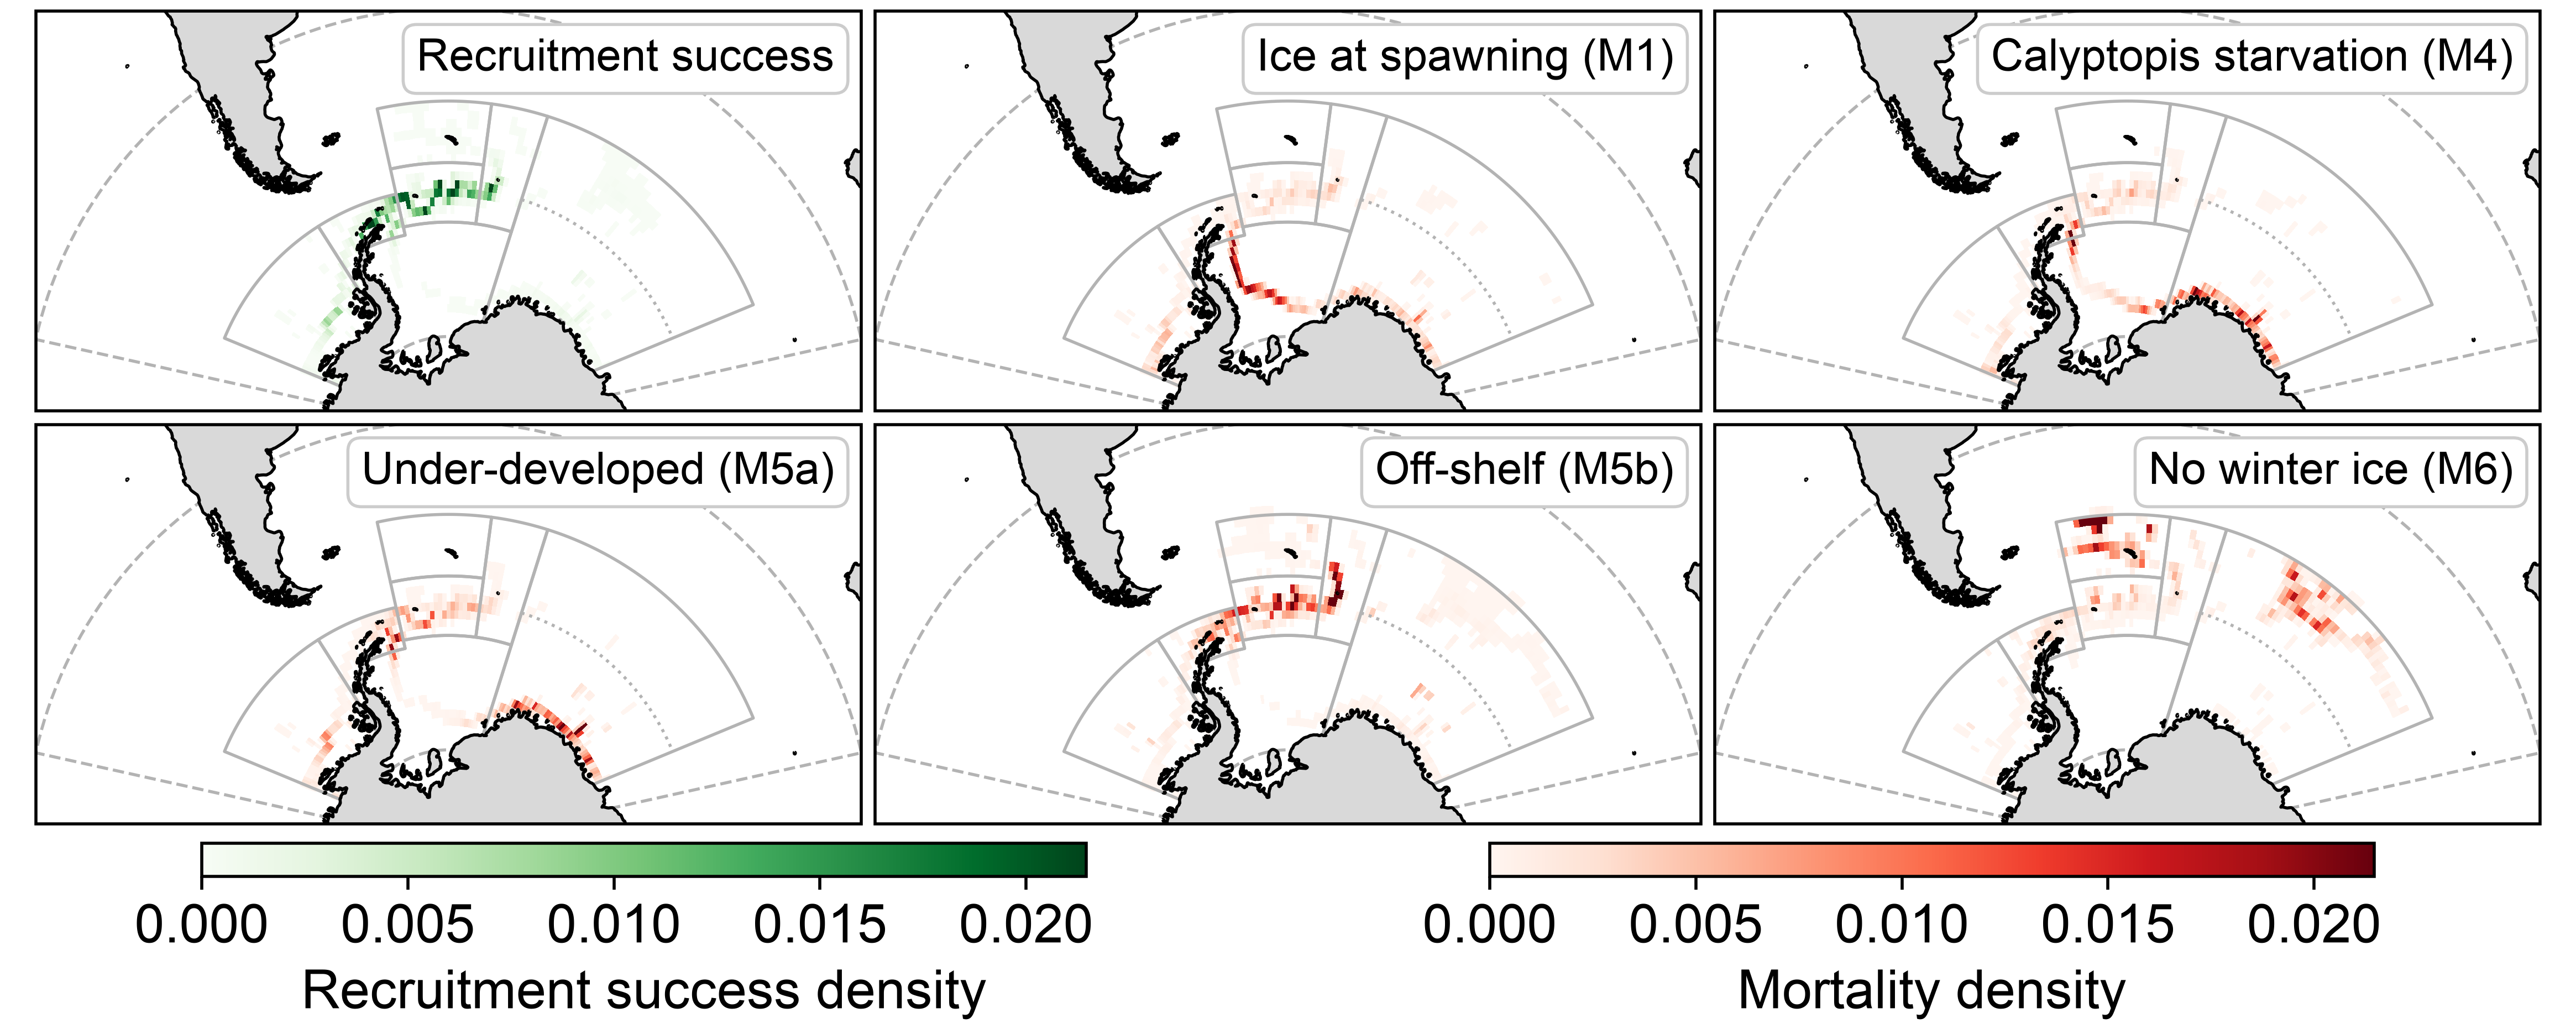 Recruitment success
Ice at spawning (M1)
Calyptopis starvation (M4)
Under-developed (M5a)
Off-shelf (M5b)
No winter ice (M6)
0.000 0.005 0.010 0.015 0.020
Recruitment success density
0.000 0.005 0.010 0.015 0.020
Mortality density